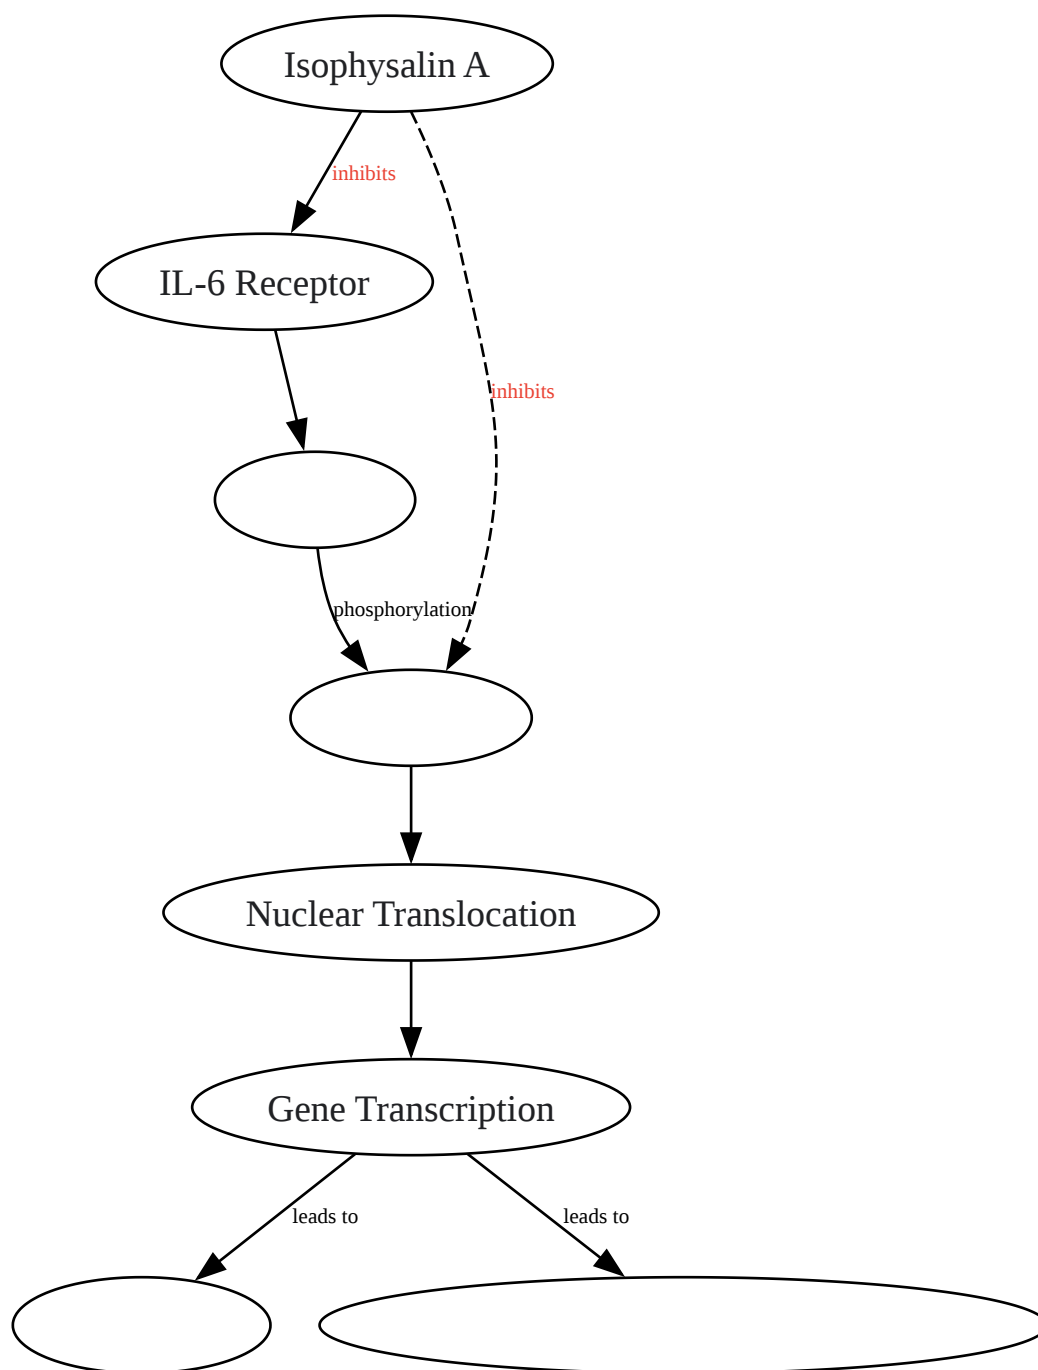 Isophysalin A
inhibits
IL-6 Receptor
inhibits
phosphorylation
Nuclear Translocation
Gene Transcription
leads to
leads to